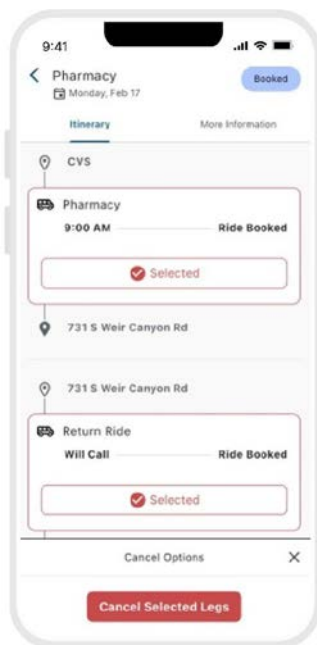 9:41
Pharmacy
Booked
Monday, Feb 17
Itinerary More Information
CVS
Pharmacy
9:00 AM Ride Booked
Selected
731 S Weir Canyon Rd
731 S Weir Canyon Rd
Return Ride
Will Call Ride Booked
Selected
Cancel Options
Cancel Selected Legs